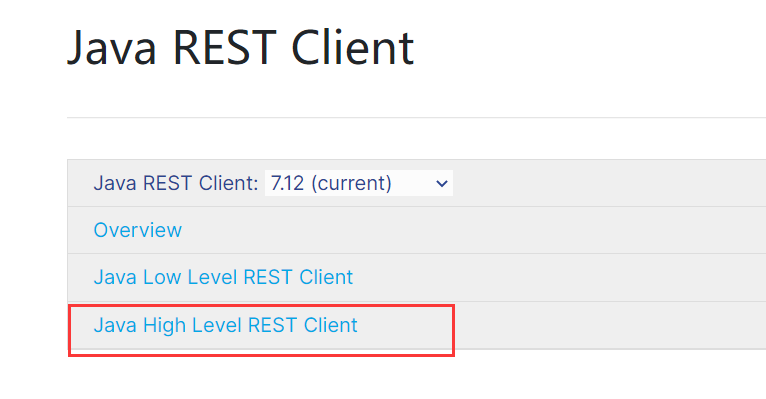 Java REST Client
Java REST Client: 7.12 (current)
Overview
Java Low Level REST Client
Java High Level REST Client